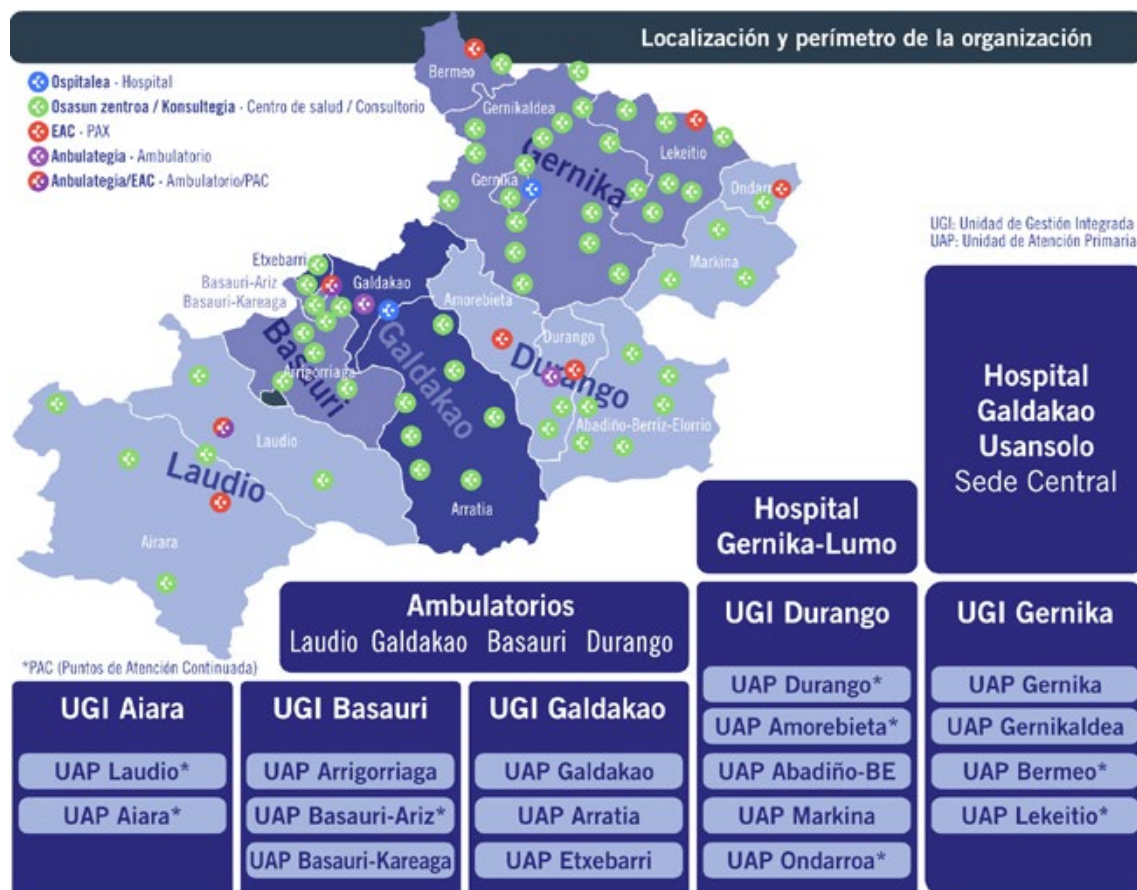 Localización y perímetro de la organización
Ospitalea - Hospital
Osasun zentroa / Konsultegia - Centro de salud / Consultorio
EAC - PAX
Anbulategia - Ambulatorio
Anbulategia/EAC - Ambulatorio/PAC
Bermeo
Gernikaldea
Lekeitio
Gernika
Gernika
Ondarr
Markina
UGI: Unidad de Gestión Integrada
UAP: Unidad de Atención Primaria
Etxebarri
Basauri-Ariz
Basauri-Kareaga
Galdakao
Amorebieta
Durango
Basauri
Galdakao
Durango
Arrigorriaga
Abadiño-Berriz-Elorrio
Laudio
Laudio
Arratia
Airara
Hospital
Galdakao
Usansolo
Sede Central
Hospital
Gernika-Lumo
Ambulatorios
Laudio Galdakao Basauri Durango
*PAC (Puntos de Atención Continuada)
UGI Aiara
UAP Laudio*
UAP Aiara*
UGI Basauri
UAP Arrigorriaga
UAP Basauri-Ariz*
UAP Basauri-Kareaga
UGI Galdakao
UAP Galdakao
UAP Arratia
UAP Etxebarri
UGI Durango
UAP Durango*
UAP Amorebieta*
UAP Abadiño-BE
UAP Markina
UAP Ondarroa*
UGI Gernika
UAP Gernika
UAP Gernikaldea
UAP Bermeo*
UAP Lekeitio*